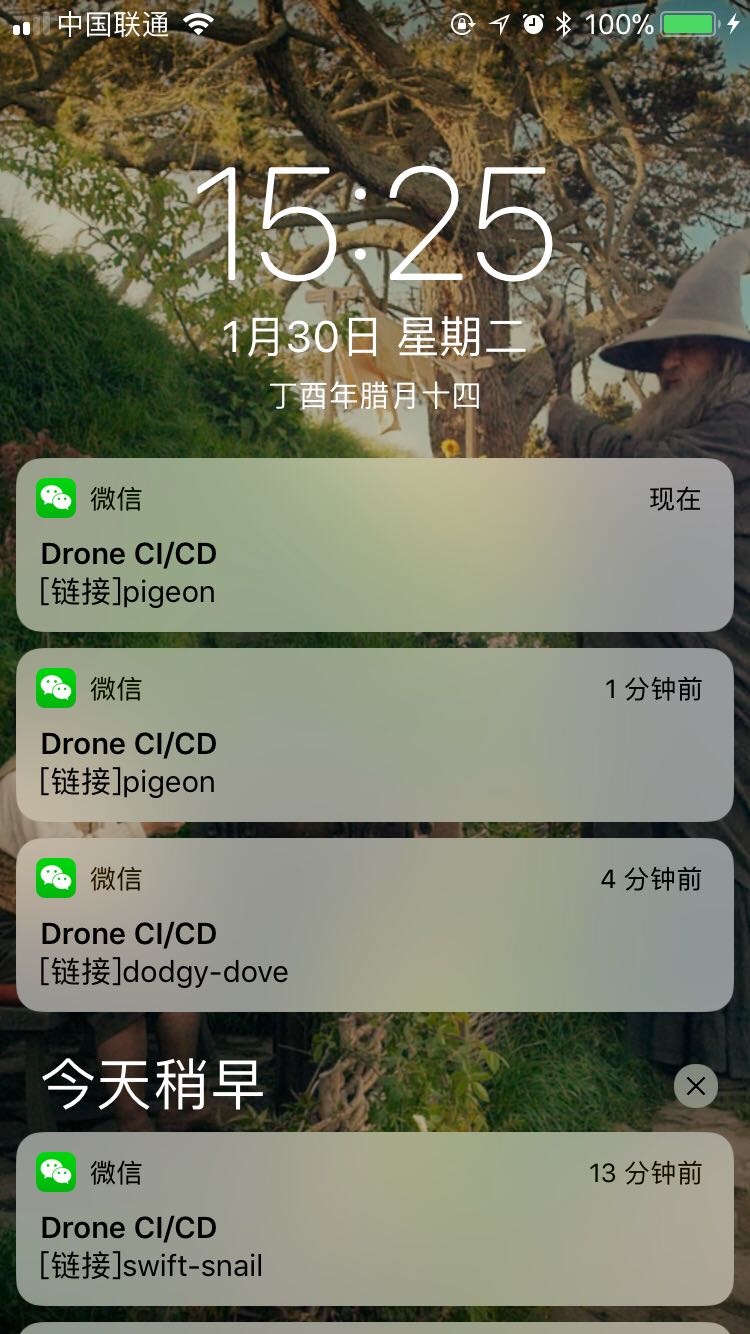 中国联通 100%
15:25
1月30日 星期二
丁酉年腊月十四
微信 现在
Drone CI/CD
[链接]pigeon
微信 1 分钟前
Drone CI/CD
[链接]pigeon
微信 4 分钟前
Drone CI/CD
[链接]dodgy-dove
今天稍早
微信 13 分钟前
Drone CI/CD
[链接]swift-snail